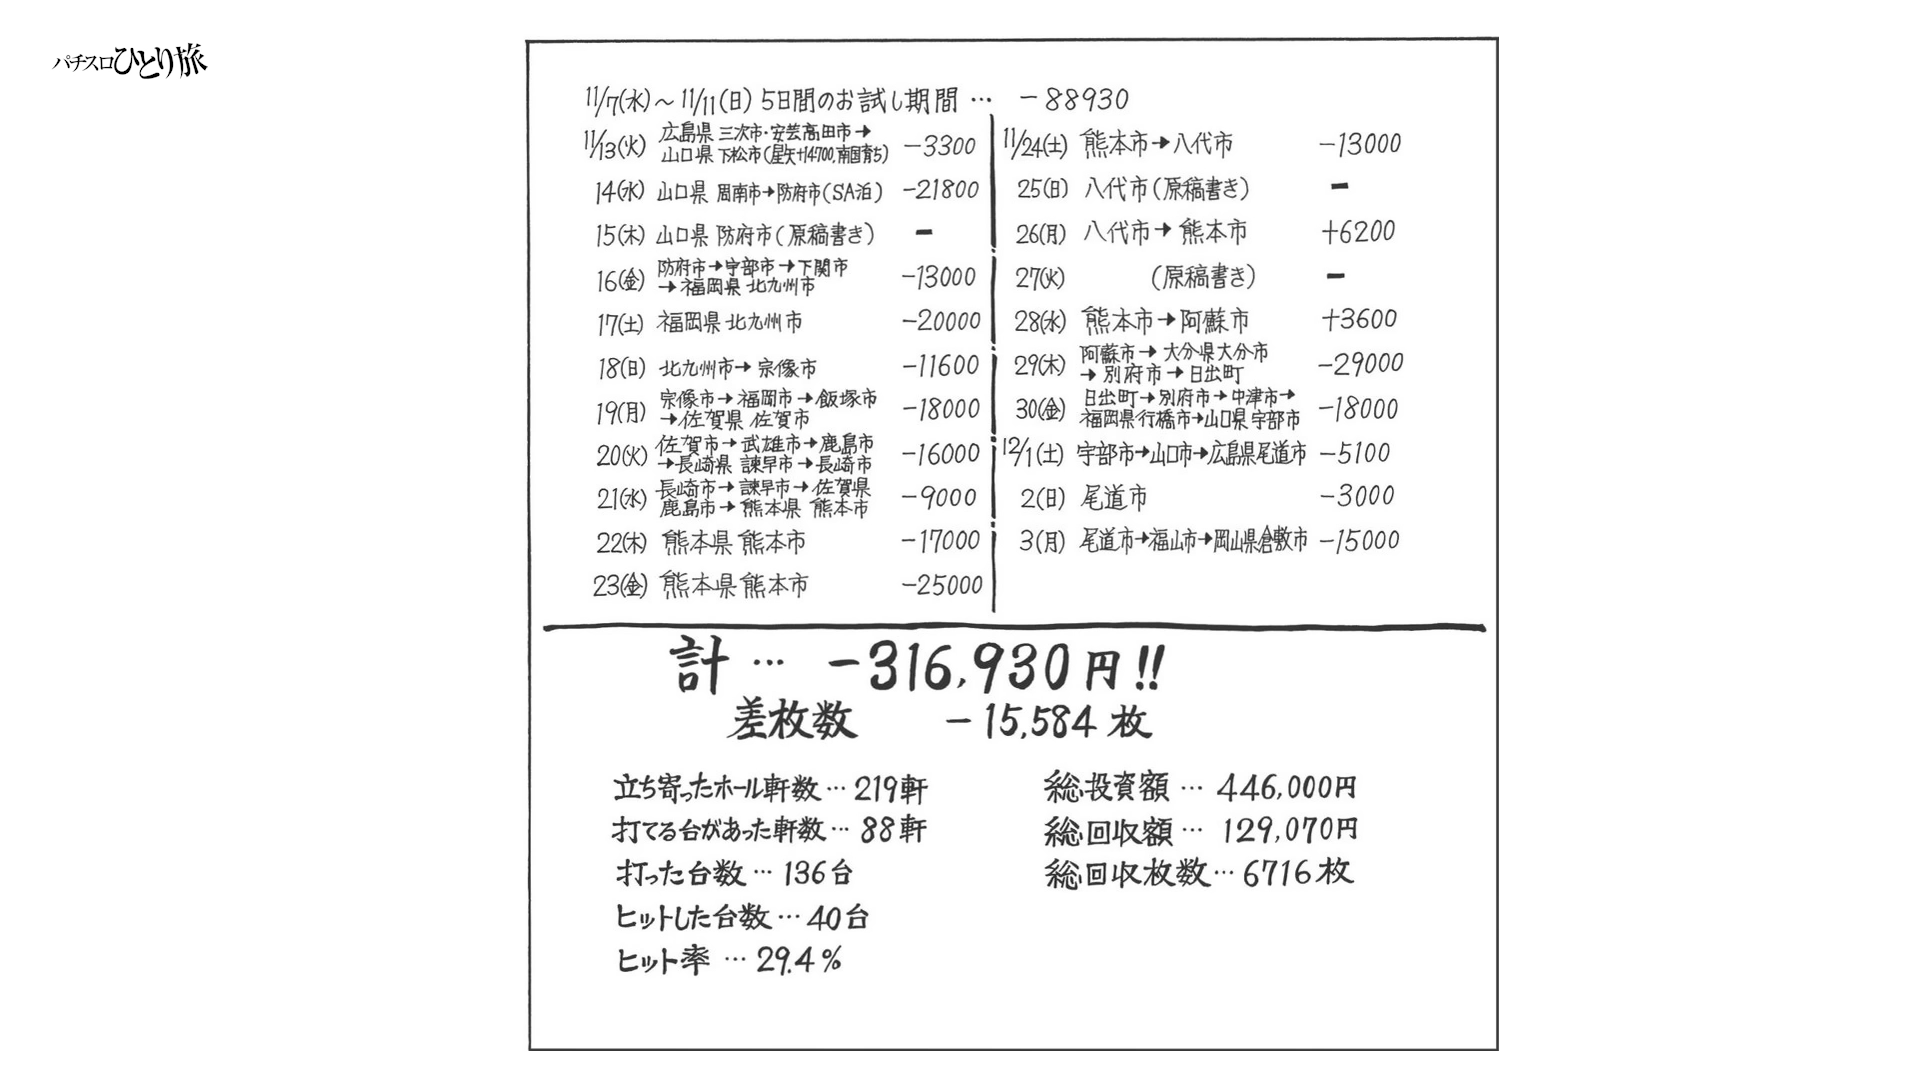 パチスロひとり旅
11/7(水)～11/11(日) 5日間のお試し期間… －88930
11/13(火) 広島県 三次市・安芸高田市→
山口県 下松市(星矢+14700,南国育ち) －3300
14(水) 山口県 周南市→防府市(SA泊) －21800
15(木) 山口県 防府市(原稿書き) －
16(金) 防府市→宇部市→下関市
→福岡県 北九州市 －13000
17(土) 福岡県 北九州市 －20000
18(日) 北九州市→宗像市 －11600
19(月) 宗像市→福岡市→飯塚市
→佐賀県 佐賀市 －18000
20(火) 佐賀市→武雄市→鹿島市
→長崎県 諫早市→長崎市 －16000
21(水) 長崎市→諫早市→佐賀県
鹿島市→熊本県 熊本市 －9000
22(木) 熊本県 熊本市 －17000
23(金) 熊本県 熊本市 －25000
11/24(土) 熊本市→八代市 －13000
25(日) 八代市(原稿書き) －
26(月) 八代市→熊本市 +6200
27(火) (原稿書き) －
28(水) 熊本市→阿蘇市 +3600
29(木) 阿蘇市→大分県大分市
→別府市→日出町 －29000
30(金) 日出町→別府市→中津市→
福岡県行橋市→山口県宇部市 －18000
12/1(土) 宇部市→山口市→広島県尾道市 －5100
2(日) 尾道市 －3000
3(月) 尾道市→福山市→岡山県倉敷市 －15000
計… －316,930円!!
差枚数 －15,584枚
立ち寄ったホール軒数…219軒
打てる台があった軒数…88軒
打った台数…136台
ヒットした台数…40台
ヒット率…29.4%
総投資額…446,000円
総回収額…129,070円
総回収枚数…6716枚